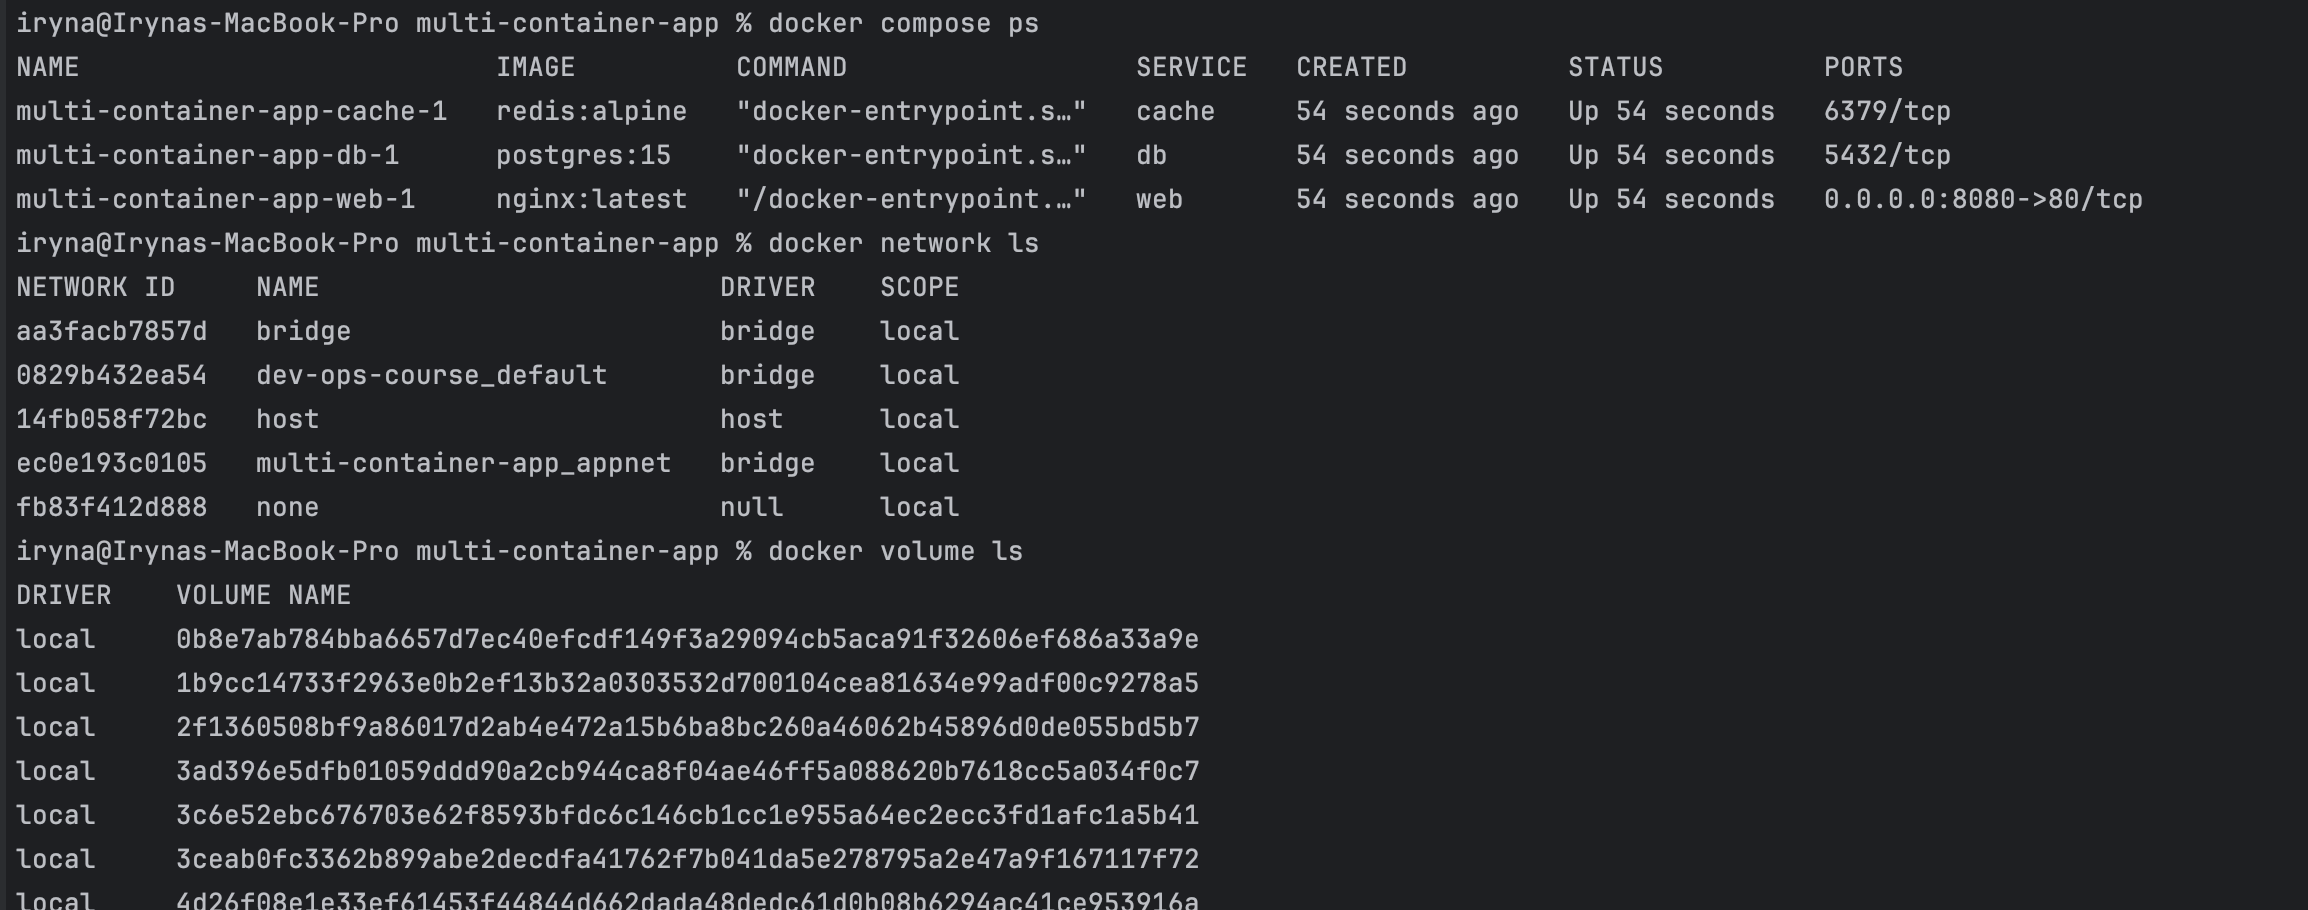 iryna@Irynas-MacBook-Pro multi-container-app % docker compose ps
NAME                          IMAGE          COMMAND                  SERVICE   CREATED          STATUS          PORTS
multi-container-app-cache-1   redis:alpine   "docker-entrypoint.s…"   cache     54 seconds ago   Up 54 seconds   6379/tcp
multi-container-app-db-1      postgres:15    "docker-entrypoint.s…"   db        54 seconds ago   Up 54 seconds   5432/tcp
multi-container-app-web-1     nginx:latest   "/docker-entrypoint.…"   web       54 seconds ago   Up 54 seconds   0.0.0.0:8080->80/tcp
iryna@Irynas-MacBook-Pro multi-container-app % docker network ls
NETWORK ID     NAME                         DRIVER    SCOPE
aa3facb7857d   bridge                       bridge    local
0829b432ea54   dev-ops-course_default       bridge    local
14fb058f72bc   host                         host      local
ec0e193c0105   multi-container-app_appnet   bridge    local
fb83f412d888   none                         null      local
iryna@Irynas-MacBook-Pro multi-container-app % docker volume ls
DRIVER    VOLUME NAME
local     0b8e7ab784bba6657d7ec40efcdf149f3a29094cb5aca91f32606ef686a33a9e
local     1b9cc14733f2963e0b2ef13b32a0303532d700104cea81634e99adf00c9278a5
local     2f1360508bf9a86017d2ab4e472a15b6ba8bc260a46062b45896d0de055bd5b7
local     3ad396e5dfb01059ddd90a2cb944ca8f04ae46ff5a088620b7618cc5a034f0c7
local     3c6e52ebc676703e62f8593bfdc6c146cb1cc1e955a64ec2ecc3fd1afc1a5b41
local     3ceab0fc3362b899abe2decdfa41762f7b041da5e278795a2e47a9f167117f72
local     4d26f08e1e33ef61453f44844d662dada48dedc61d0b08b6294ac41ce953916a